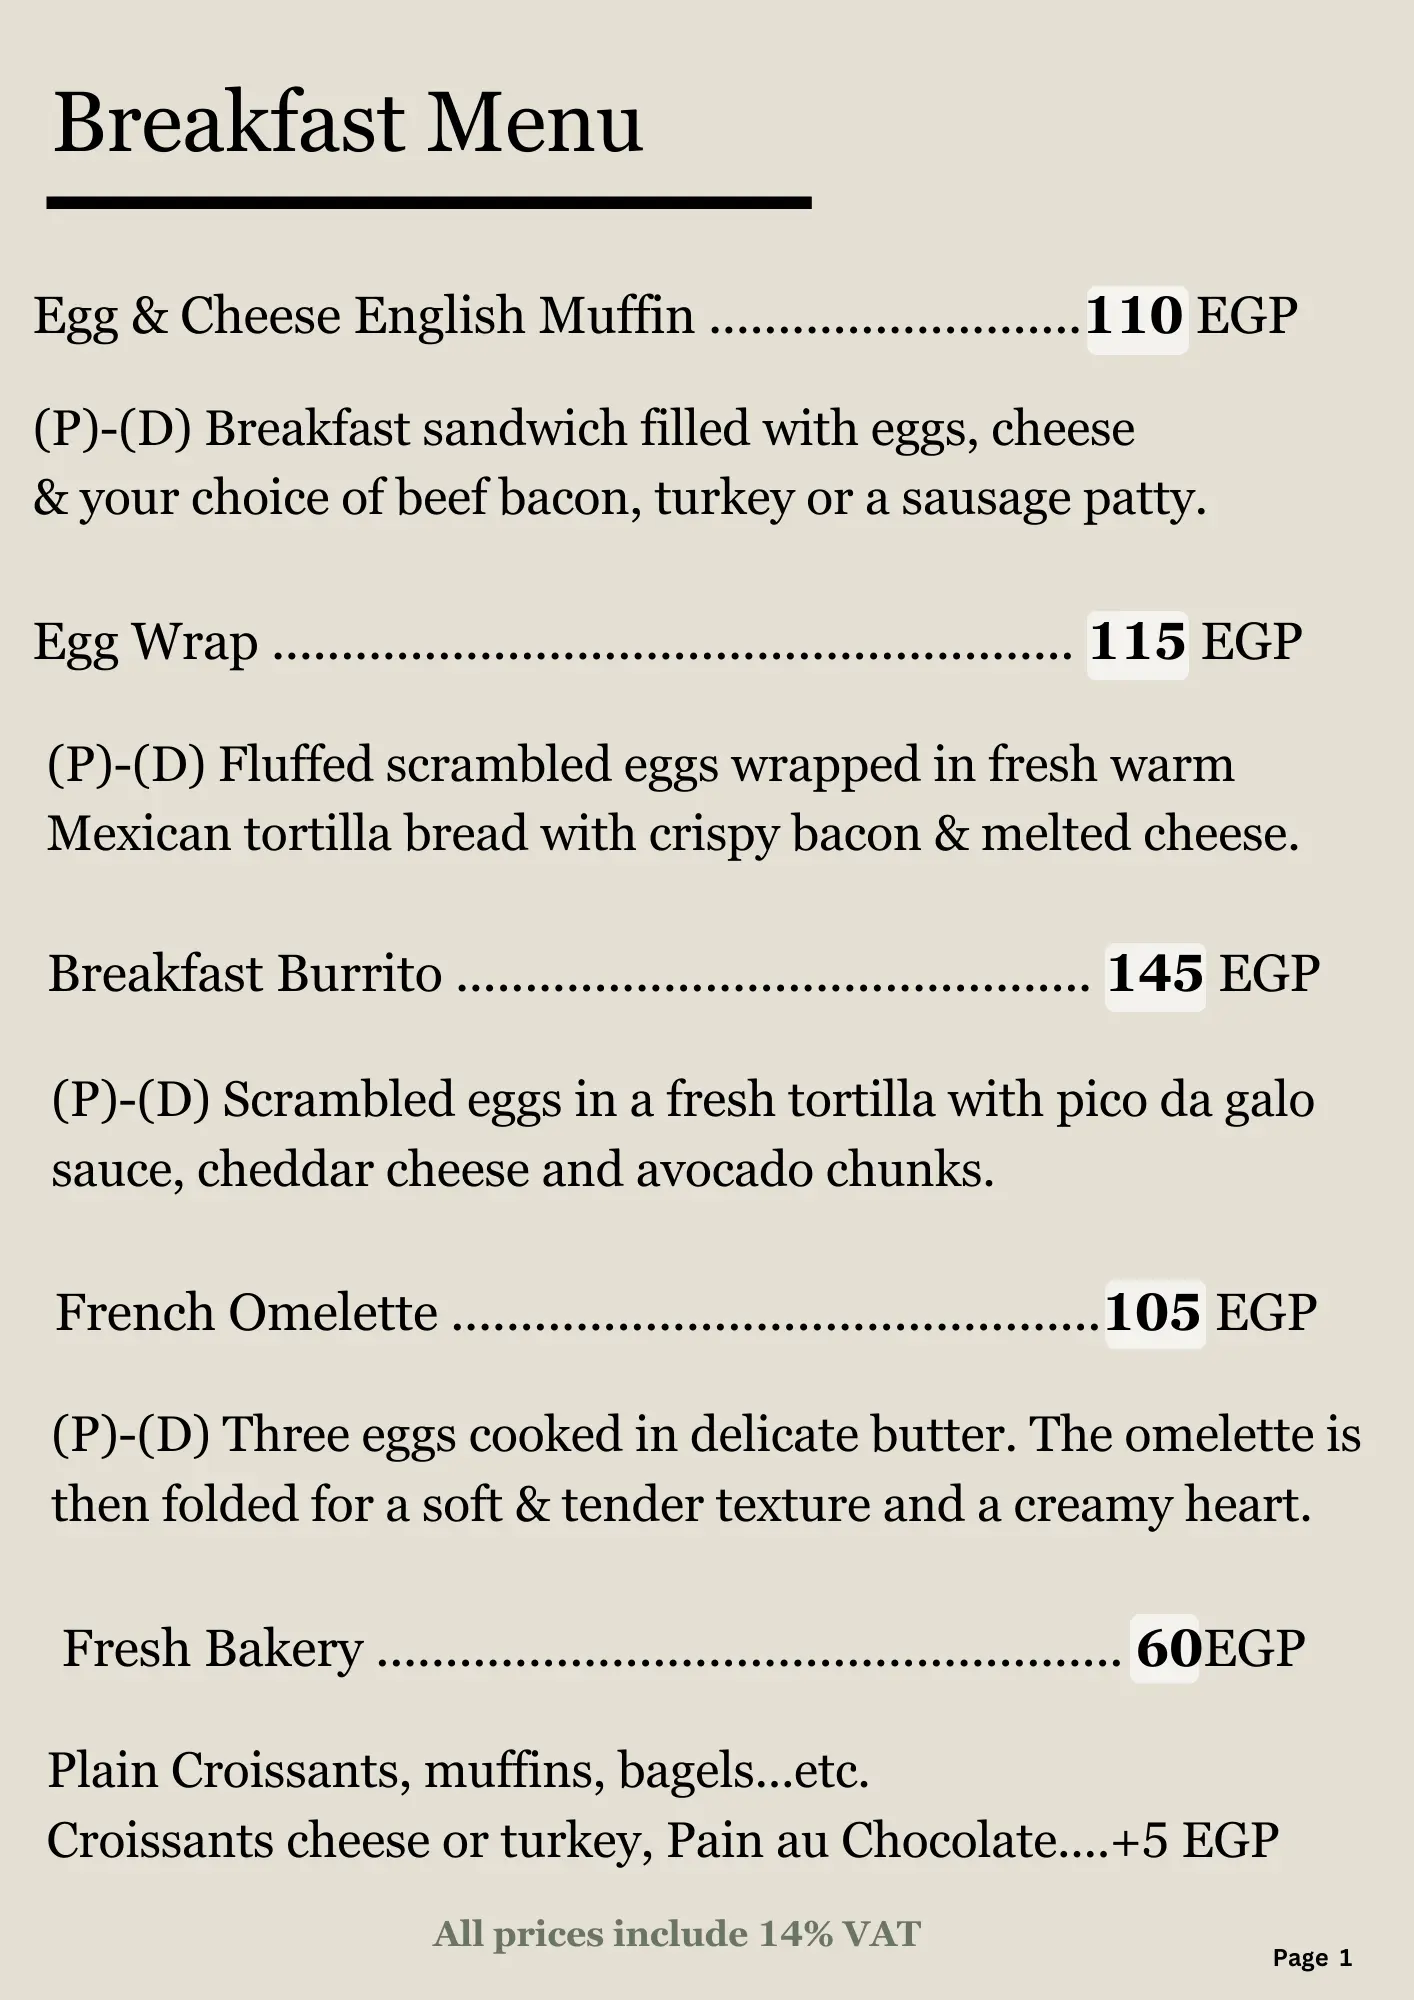 Breakfast Menu
Egg & Cheese English Muffin ...........................110 EGP
(P)-(D) Breakfast sandwich filled with eggs, cheese
& your choice of beef bacon, turkey or a sausage patty.
Egg Wrap .......................................................... 115 EGP
(P)-(D) Fluffed scrambled eggs wrapped in fresh warm
Mexican tortilla bread with crispy bacon & melted cheese.
Breakfast Burrito .............................................. 145 EGP
(P)-(D) Scrambled eggs in a fresh tortilla with pico da galo
sauce, cheddar cheese and avocado chunks.
French Omelette ...............................................105 EGP
(P)-(D) Three eggs cooked in delicate butter. The omelette is
then folded for a soft & tender texture and a creamy heart.
Fresh Bakery ...................................................... 60EGP
Plain Croissants, muffins, bagels...etc.
Croissants cheese or turkey, Pain au Chocolate....+5 EGP
All prices include 14% VAT
Page 1